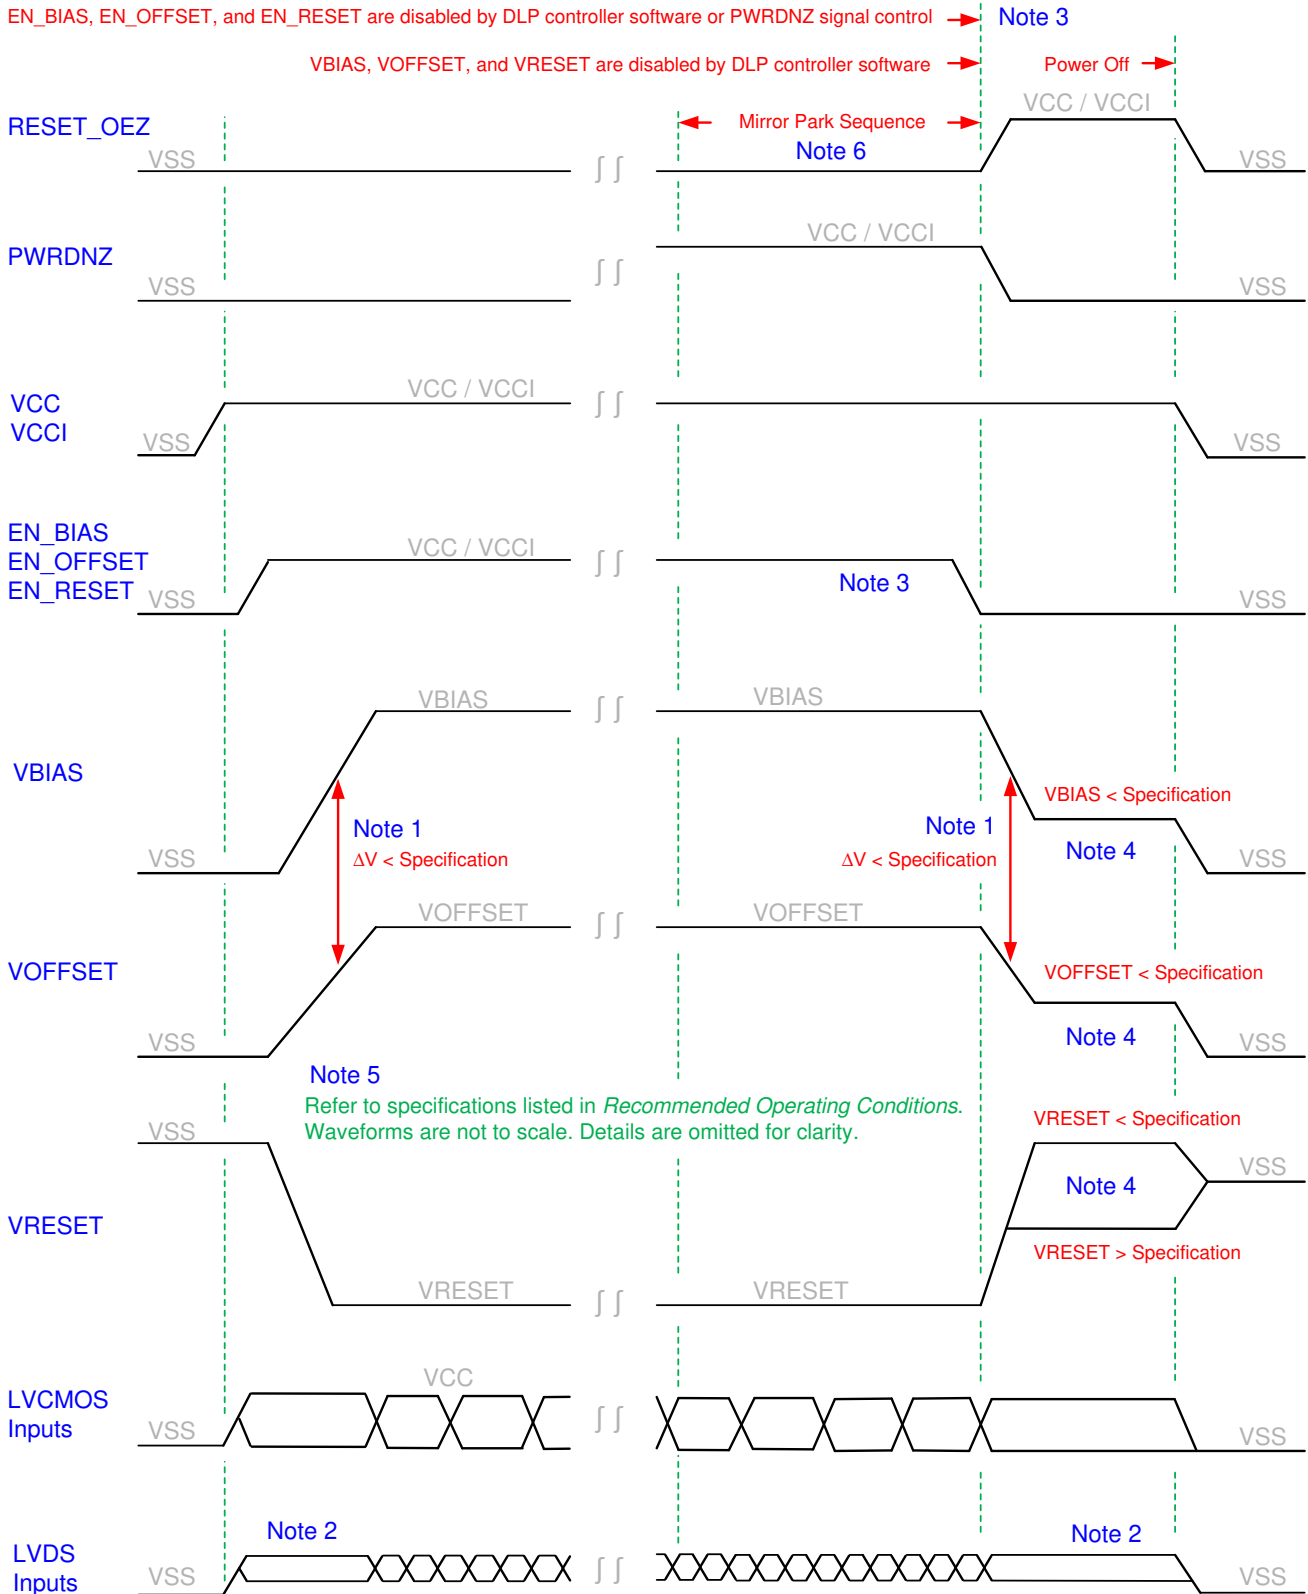 EN_BIAS, EN_OFFSET, and EN_RESET are disabled by DLP controller software or PWRDNZ signal control
Note 3
VBIAS, VOFFSET, and VRESET are disabled by DLP controller software
Power Off
RESET_OEZ
VSS
Mirror Park Sequence
Note 6
VCC / VCCI
VSS
PWRDNZ
VSS
VCC / VCCI
VSS
VCC
VCCI
VSS
VCC / VCCI
VSS
EN_BIAS
EN_OFFSET
EN_RESET
VSS
VCC / VCCI
Note 3
VSS
VBIAS
VSS
VBIAS
VBIAS
Note 1
ΔV < Specification
Note 1
ΔV < Specification
VBIAS < Specification
Note 4
VSS
VOFFSET
VSS
VOFFSET
VOFFSET
VOFFSET < Specification
Note 4
VSS
Note 5
Refer to specifications listed in Recommended Operating Conditions.
Waveforms are not to scale. Details are omitted for clarity.
VRESET
VSS
VRESET
VRESET
VRESET < Specification
Note 4
VRESET > Specification
VSS
LVCMOS
Inputs
VSS
VCC
VSS
LVDS
Inputs
VSS
Note 2
Note 2
VSS